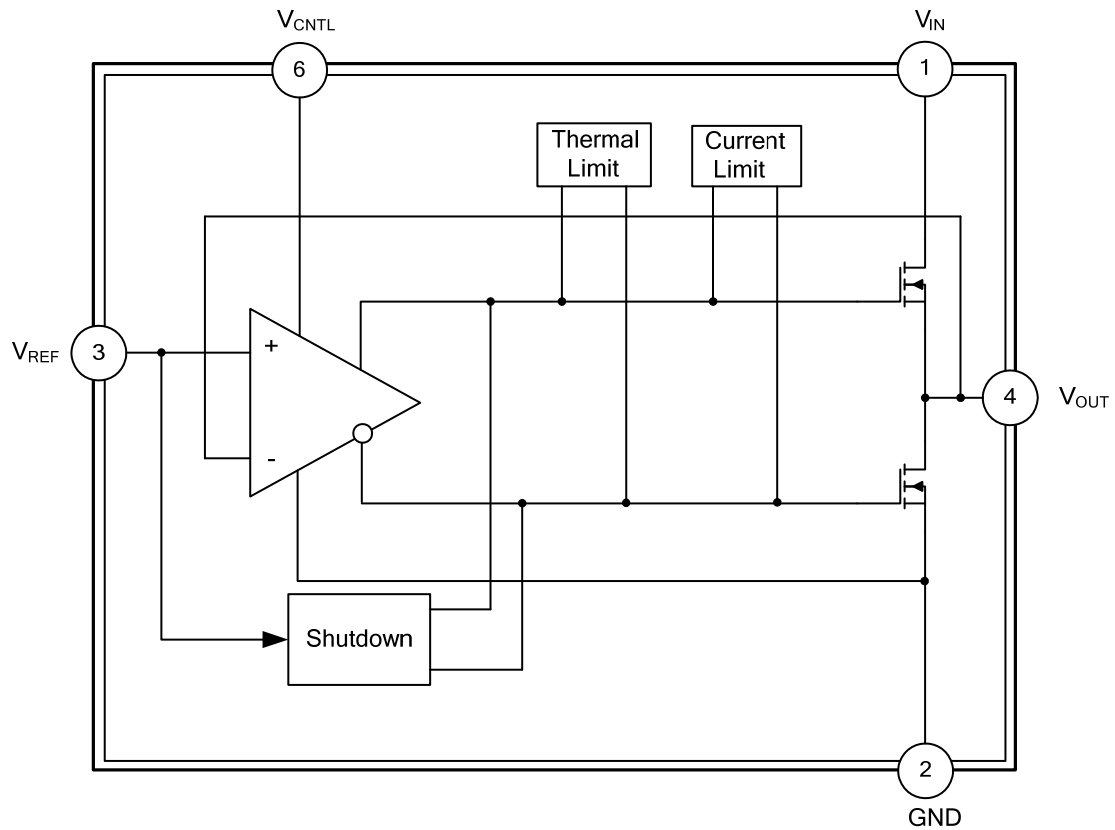 VCNTL
VIN
6
1
Thermal
Limit
Current
Limit
VREF
3
+
-
4
VOUT
Shutdown
2
GND